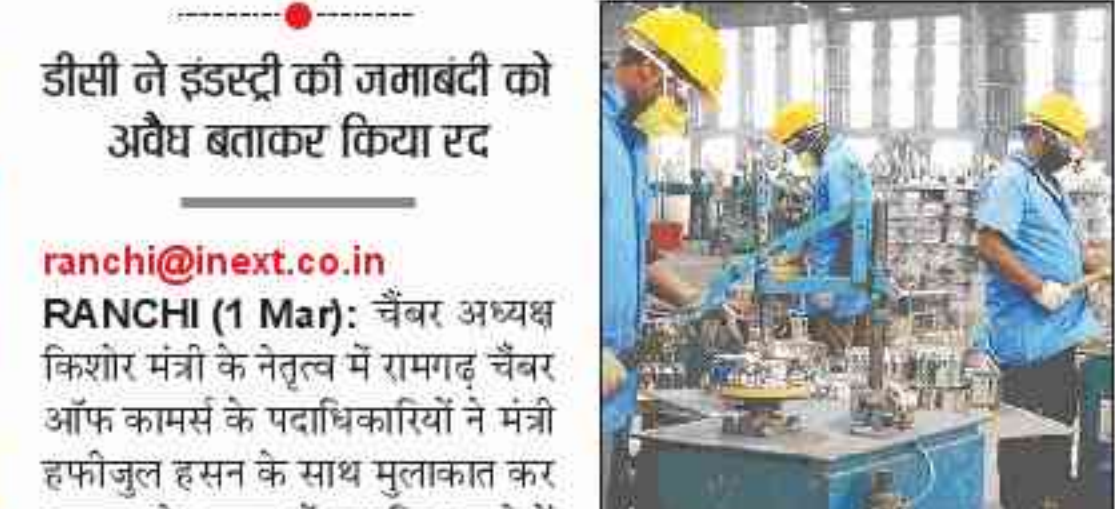 डीसी ने इंडस्ट्री की जमाबंदी को
अवैध बताकर किया रद
ranchi@inext.co.in
RANCHI (1 Mar): चैंबर अध्यक्ष
किशोर मंत्री के नेतृत्व में रामगढ़ चैंबर
ऑफ कामर्स के पदाधिकारियों ने मंत्री
हफीजुल हसन के साथ मुलाकात कर